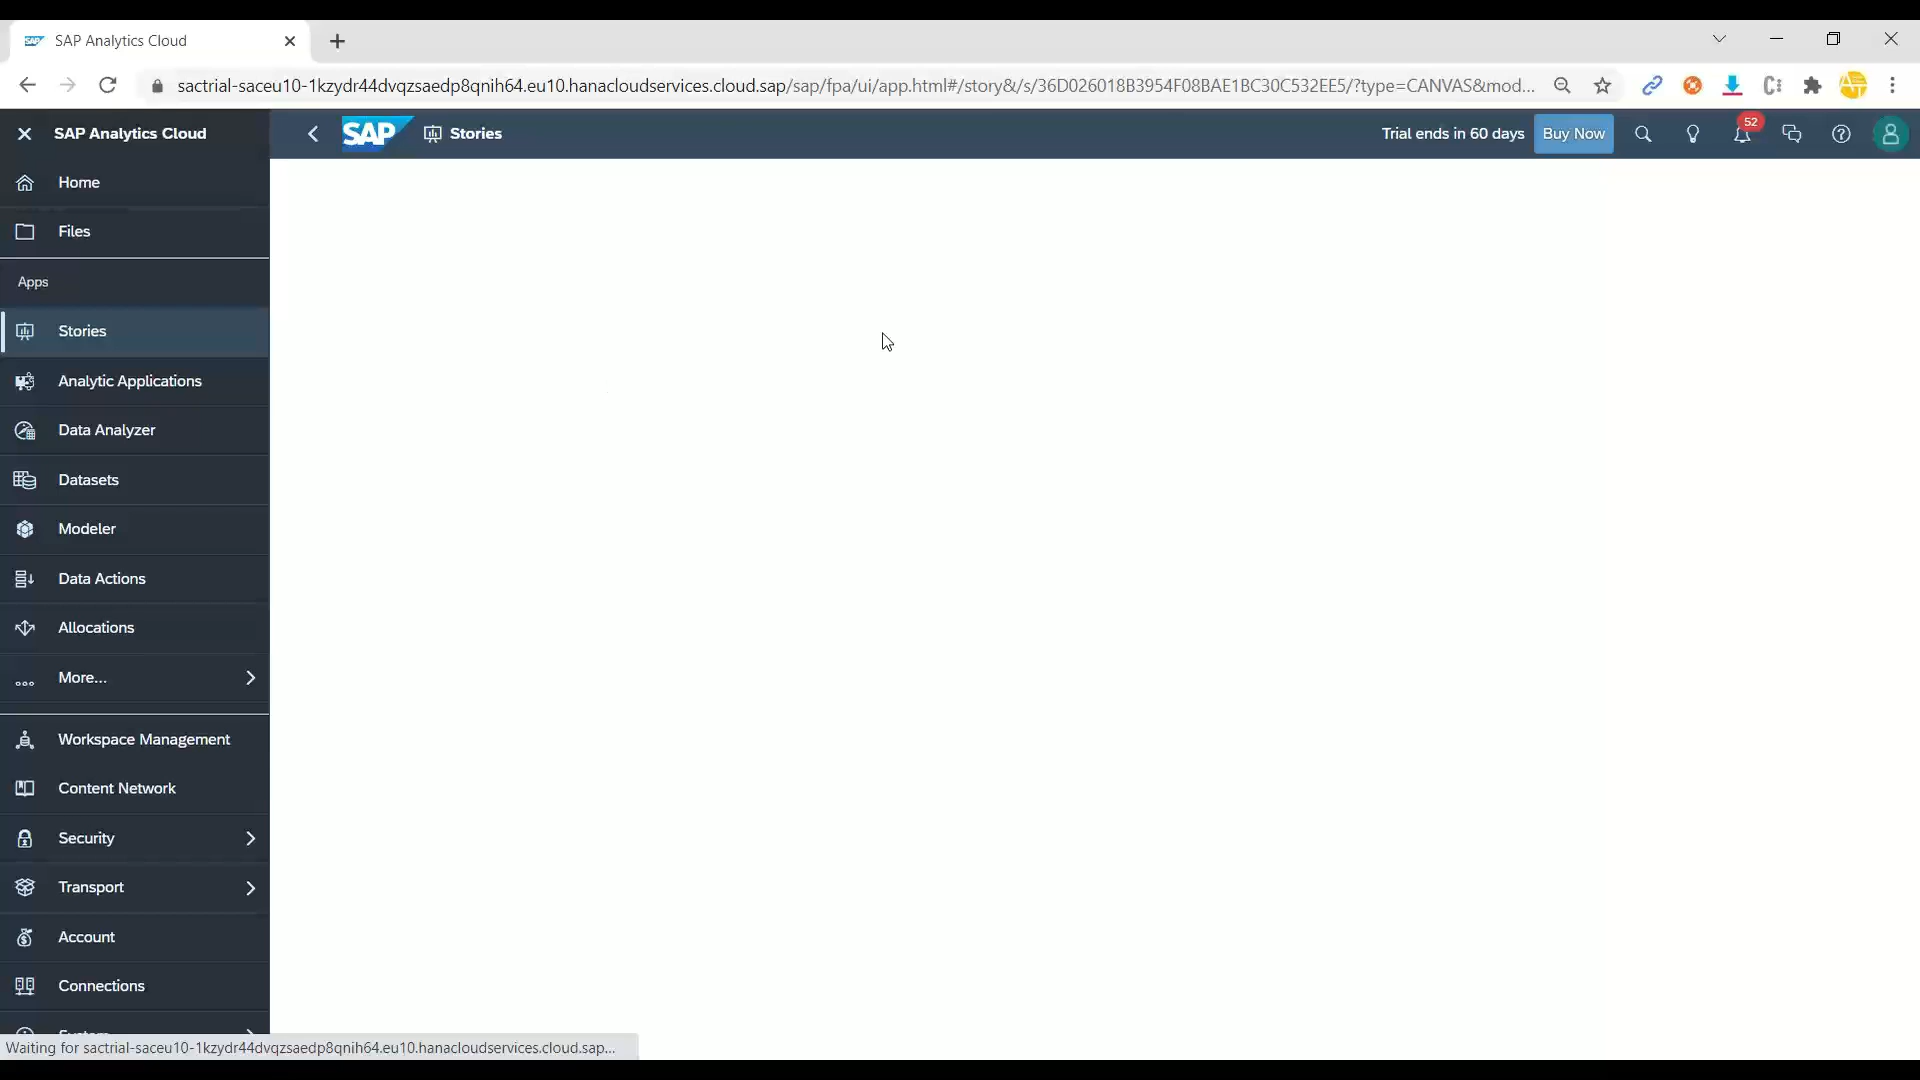 SAP Analytics Cloud
sactrial-saceu10-1kzydr44dvqzsaedp8qnih64.eu10.hanacloudservices.cloud.sap/sap/fpa/ui/app.html#/story&/s/36D026018B3954F08BAE1BC30C532EE5/?type=CANVAS&mod...
SAP Analytics Cloud
SAP Stories
Trial ends in 60 days
Buy Now
52
Home
Files
Apps
Stories
Analytic Applications
Data Analyzer
Datasets
Modeler
Data Actions
Allocations
More...
Workspace Management
Content Network
Security
Transport
Account
Connections
System
Waiting for sactrial-saceu10-1kzydr44dvqzsaedp8qnih64.eu10.hanacloudservices.cloud.sap...